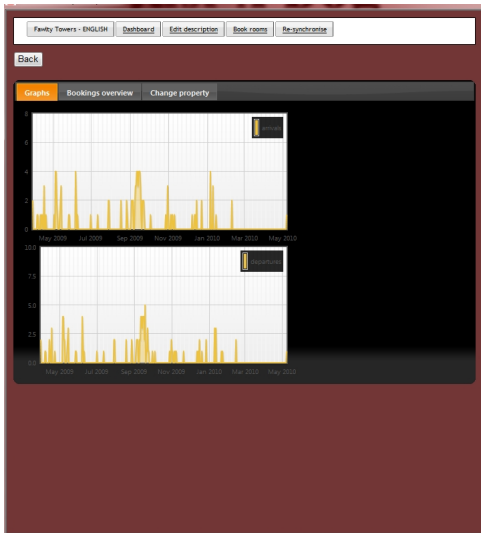 Fawlty Towers - ENGLISH Dashboard Edit description Book rooms Re-synchronise
Back
Graphs Bookings overview Change property
8
arrivals
6
4
2
0
May 2009 Jul 2009 Sep 2009 Nov 2009 Jan 2010 Mar 2010 May 2010
10.0
departures
7.5
5.0
2.5
0.0
May 2009 Jul 2009 Sep 2009 Nov 2009 Jan 2010 Mar 2010 May 2010